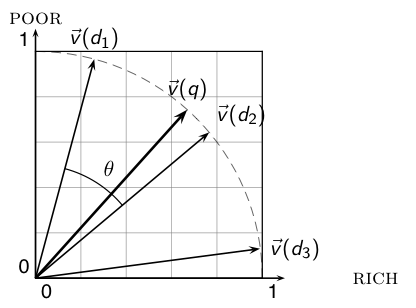 POOR
1
v⃗(d₁)
v⃗(q)
v⃗(d₂)
θ
v⃗(d₃)
0
0
1
RICH